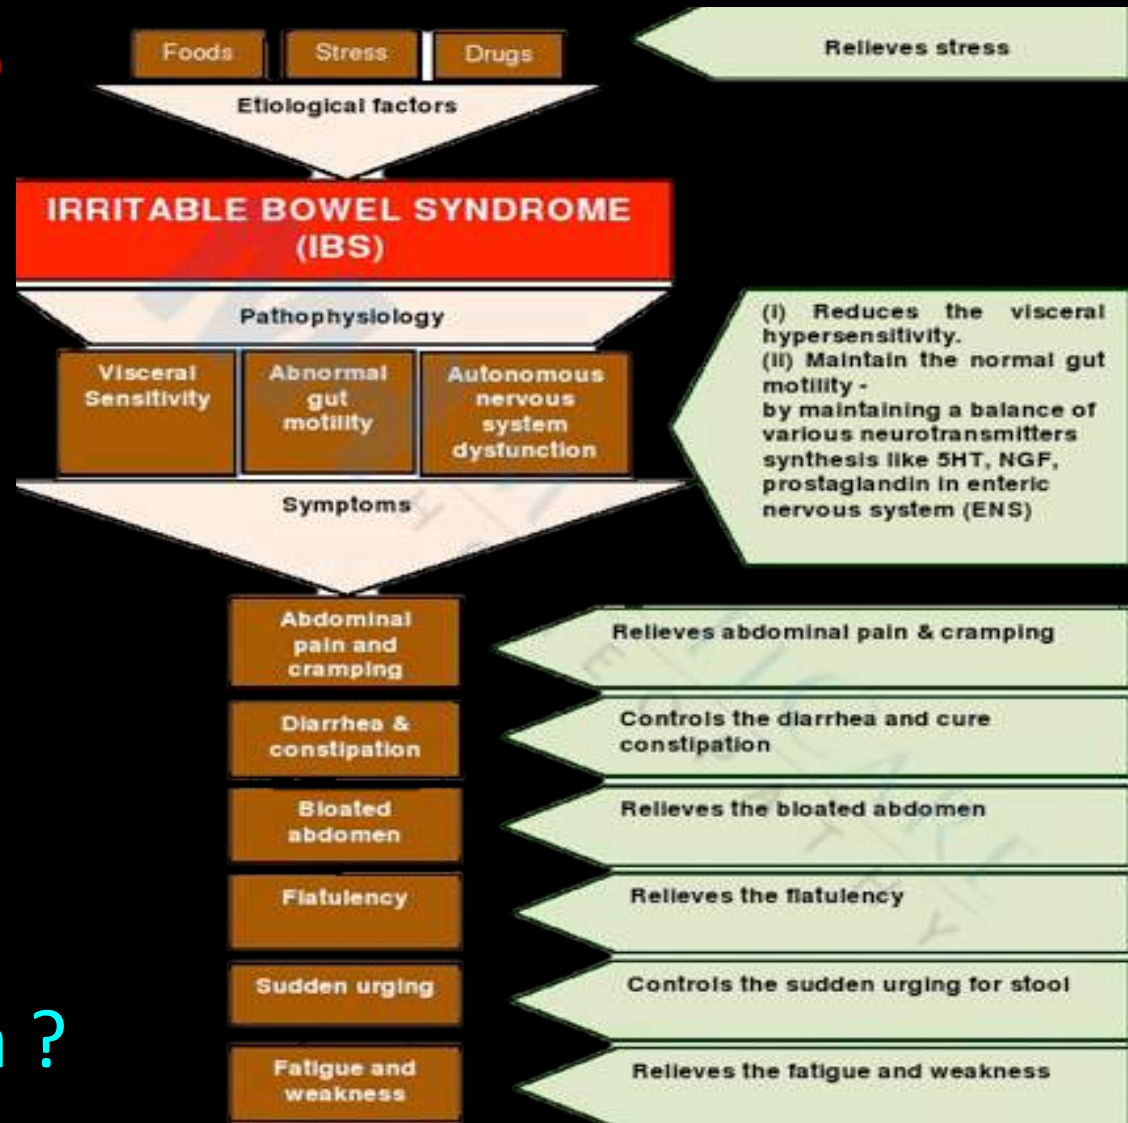 Foods
Stress
Drugs
Relieves stress
Etiological factors
IRRITABLE BOWEL SYNDROME
(IBS)
Pathophysiology
Visceral
Sensitivity
Abnormal
gut
motility
Autonomous
nervous
system
dysfunction
(i) Reduces the visceral
hypersensitivity.
(ii) Maintain the normal gut
motility -
by maintaining a balance of
various neurotransmitters
synthesis like 5HT, NGF,
prostaglandin in enteric
nervous system (ENS)
Symptoms
Abdominal
pain and
cramping
Relieves abdominal pain & cramping
Diarrhea &
constipation
Controls the diarrhea and cure
constipation
Bloated
abdomen
Relieves the bloated abdomen
Flatulency
Relieves the flatulency
Sudden urging
Controls the sudden urging for stool
?
Fatigue and
weakness
Relieves the fatigue and weakness